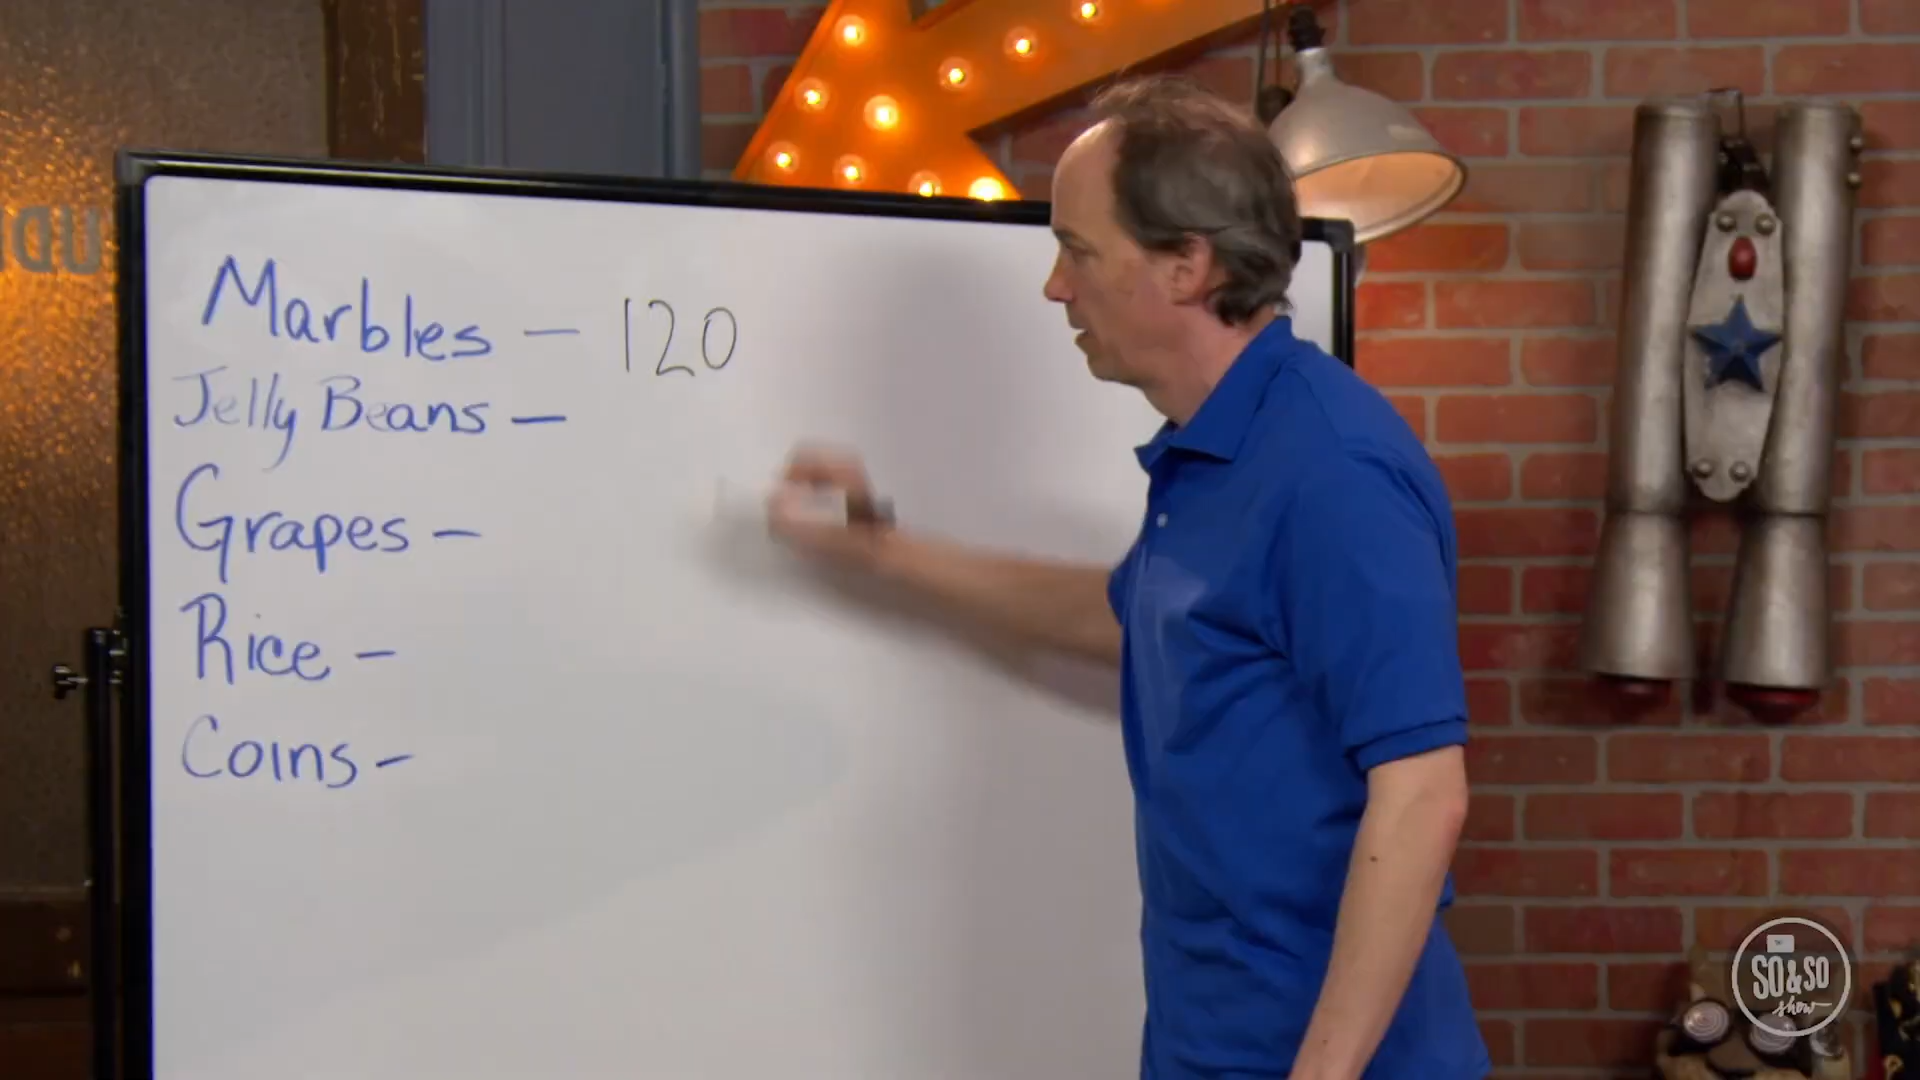 Marbles — 120
Jelly Beans —
Grapes —
Rice —
Coins -
SO & SO
show